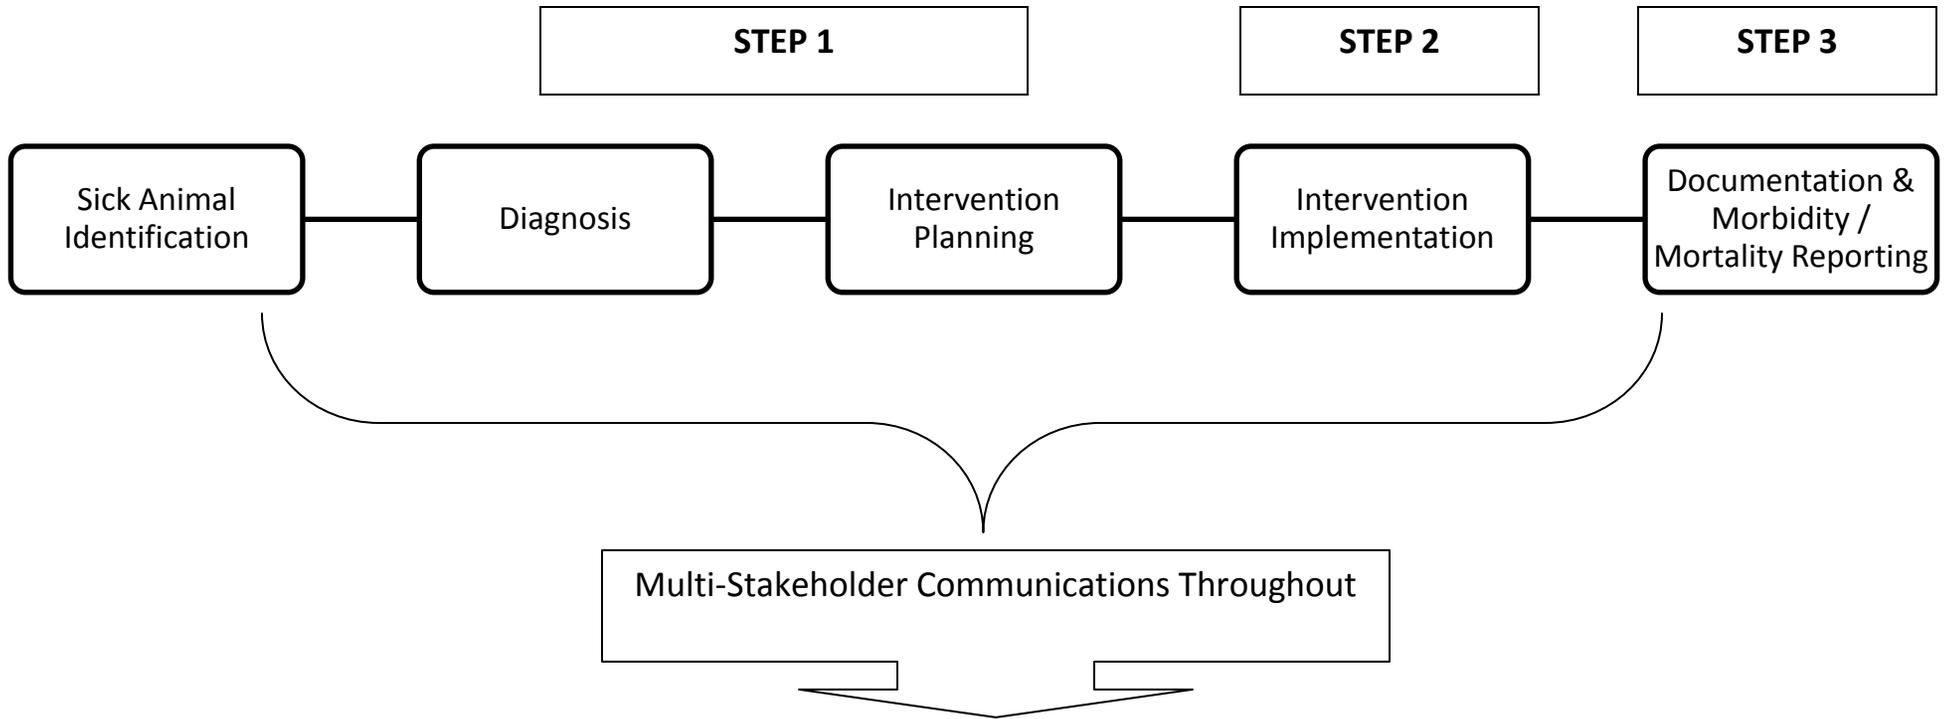 STEP 1
STEP 2
STEP 3
Sick Animal
Identification
Diagnosis
Intervention
Planning
Intervention
Implementation
Documentation &
Morbidity /
Mortality Reporting
Multi-Stakeholder Communications Throughout